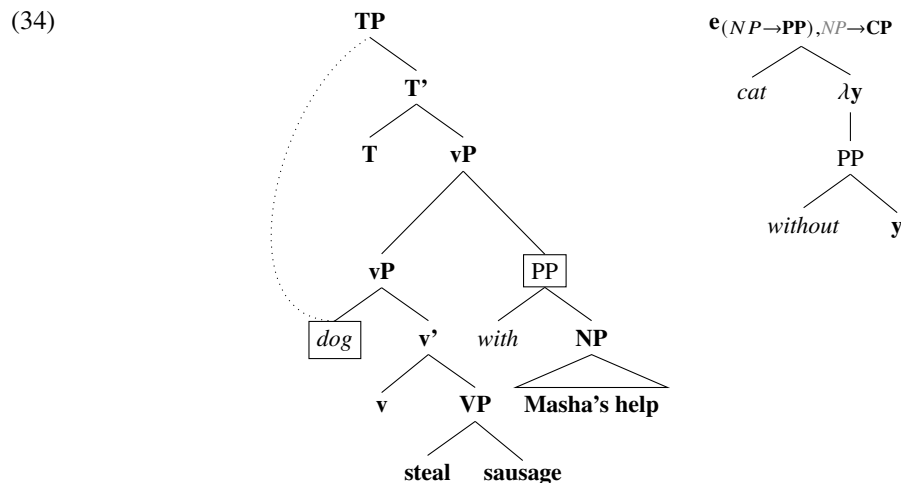 (34)
TP
e(NP→PP),NP→CP
T’
cat λy
T vP
PP
without y
vP PP
dog v’ with NP
v VP Masha’s help
steal sausage